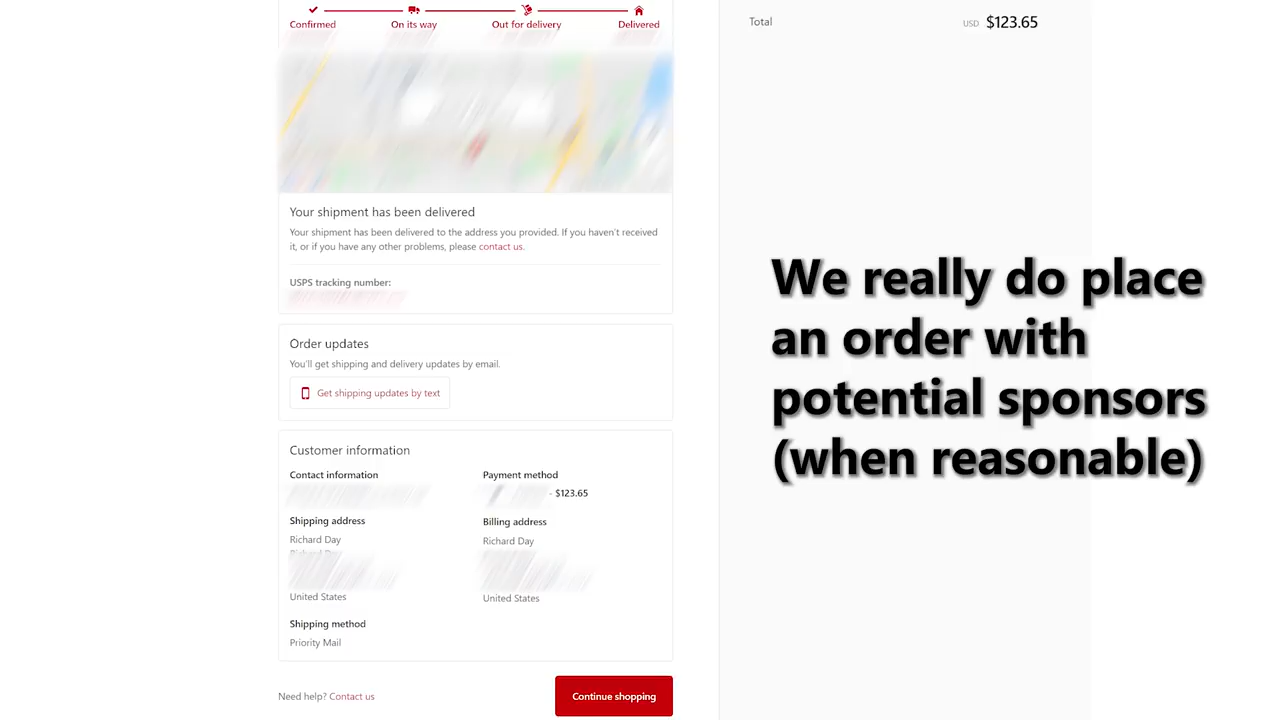 Confirmed
On its way
Out for delivery
Delivered
Your shipment has been delivered
Your shipment has been delivered to the address you provided. If you haven't received
it, or if you have any other problems, please contact us.
USPS tracking number:
Order updates
You'll get shipping and delivery updates by email.
Get shipping updates by text
Customer information
Contact information
Payment method
- $123.65
Shipping address
Richard Day
United States
Billing address
Richard Day
United States
Shipping method
Priority Mail
Need help? Contact us
Continue shopping
Total
USD $123.65
We really do place
an order with
potential sponsors
(when reasonable)